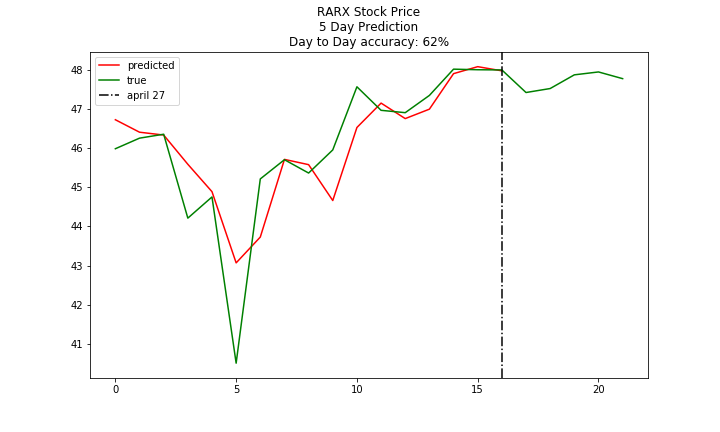 RARX Stock Price
5 Day Prediction
Day to Day accuracy: 62%
predicted
true
april 27
48
47
46
45
44
43
42
41
0
5
10
15
20